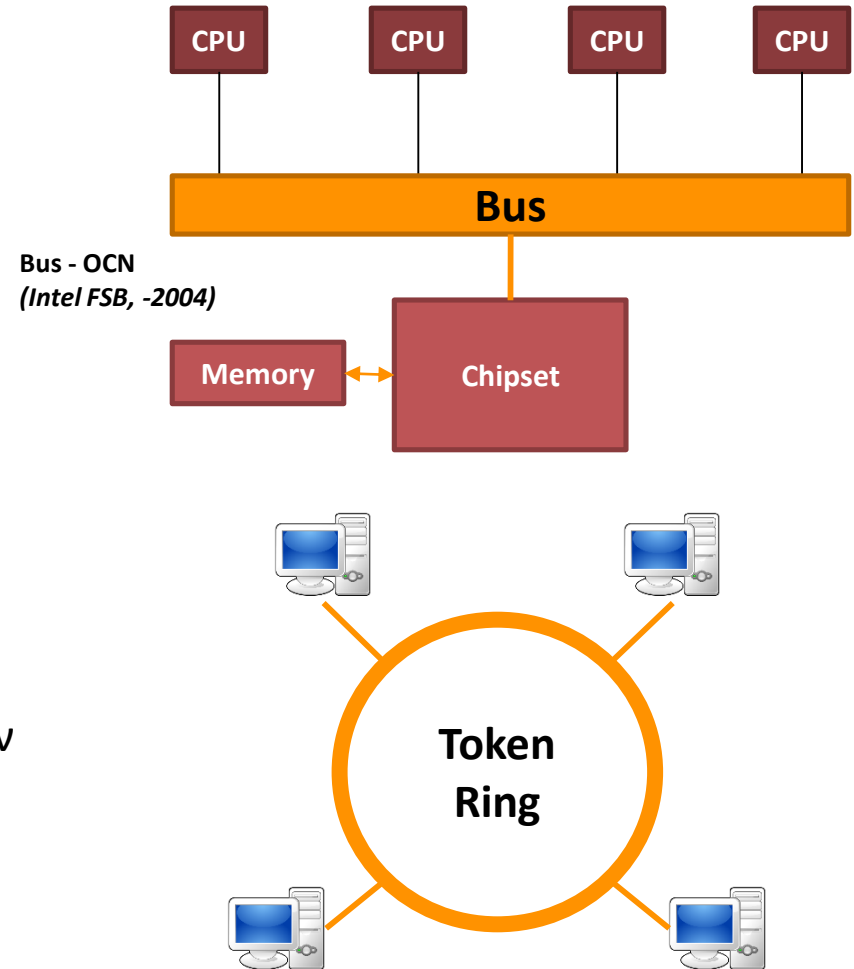 CPU
CPU
CPU
CPU
Bus
Bus - OCN
(Intel FSB, -2004)
Memory
Chipset
ν
Token
Ring